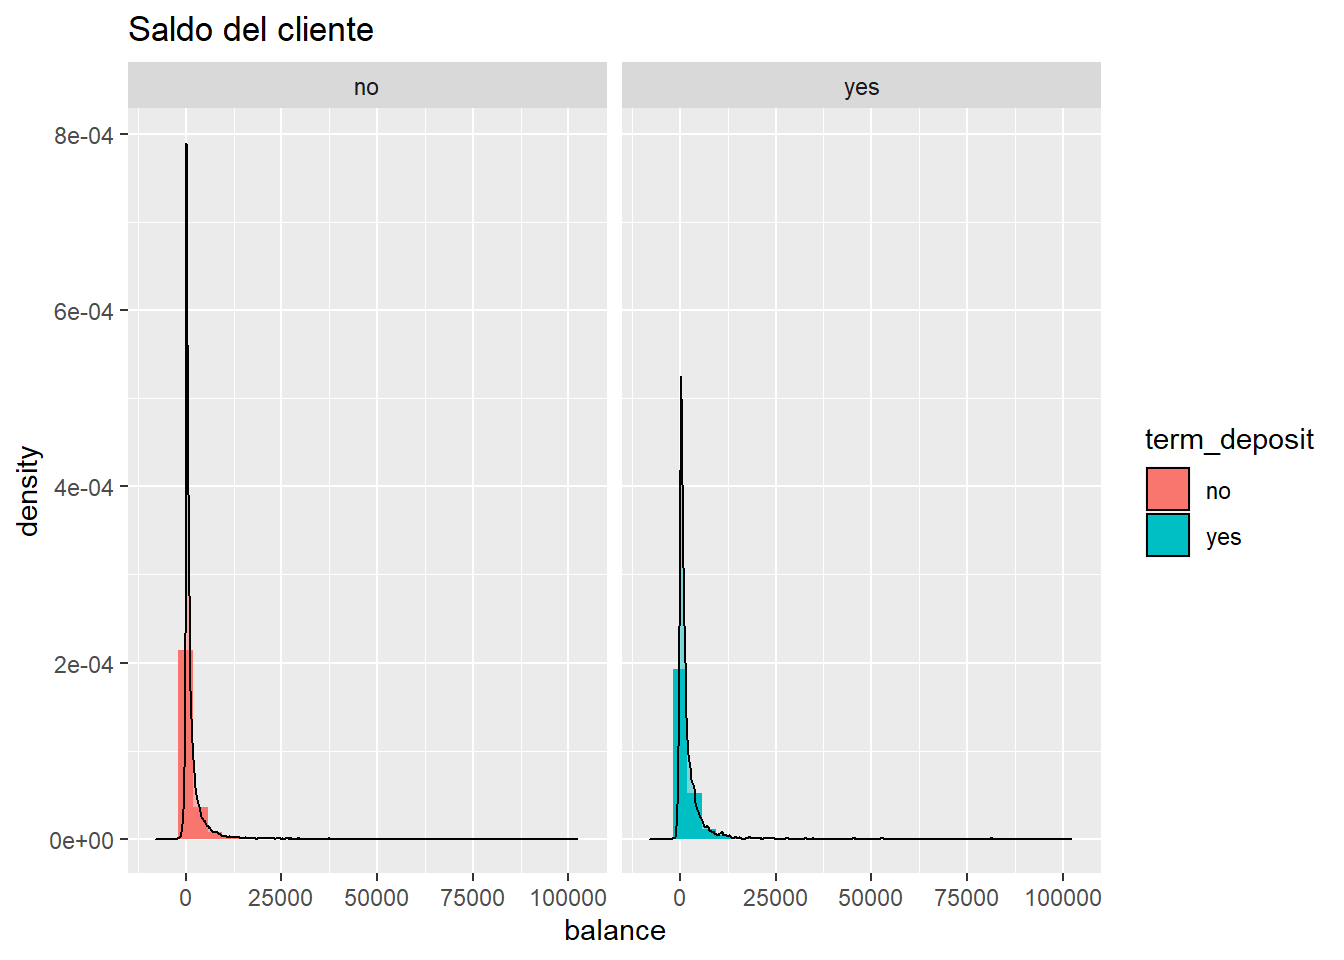 Saldo del cliente
no
yes
8e-04
6e-04
4e-04
2e-04
0e+00
density
0
25000
50000
75000
100000
0
25000
50000
75000
100000
balance
term_deposit
no
yes